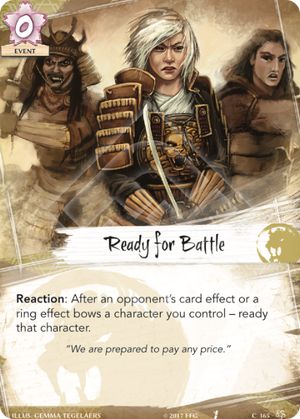 0
EVENT
Ready for Battle
Reaction: After an opponent's card effect or a
ring effect bows a character you control – ready
that character.
"We are prepared to pay any price."
ILLUS. GEMMA TEGELAERS
© 2017 FFG
C 165